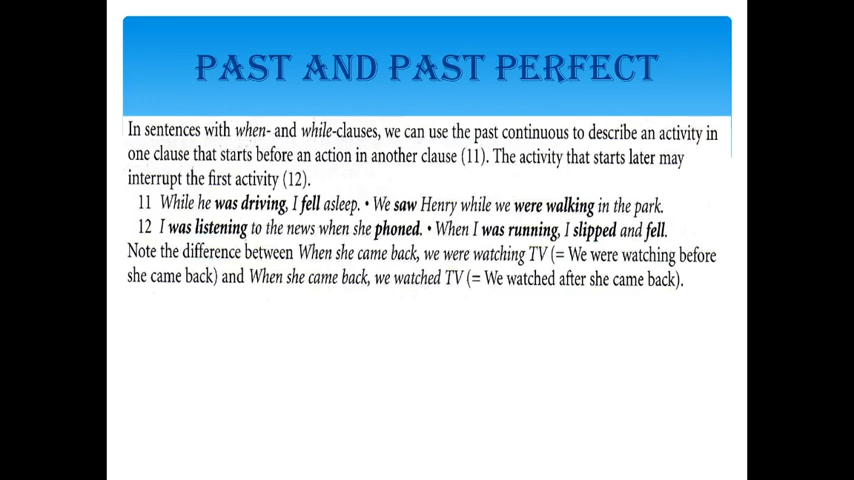 PAST AND PAST PERFECT
In sentences with when- and while-clauses, we can use the past continuous to describe an activity in
one clause that starts before an action in another clause (11). The activity that starts later may
interrupt the first activity (12).
11 While he was driving, I fell asleep. • We saw Henry while we were walking in the park.
12 I was listening to the news when she phoned. • When I was running, I slipped and fell.
Note the difference between When she came back, we were watching TV (= We were watching before
she came back) and When she came back, we watched TV (= We watched after she came back).